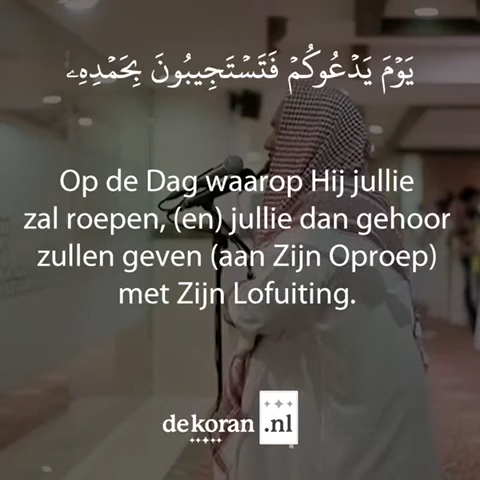 يَوْمَ يَدْعُوكُمْ فَتَسْتَجِيبُونَ بِحَمْدِهِۦ
Op de Dag waarop Hij jullie
zal roepen, (en) jullie dan gehoor
zullen geven (aan Zijn Oproep)
met Zijn Lofuiting.
dekoran.nl